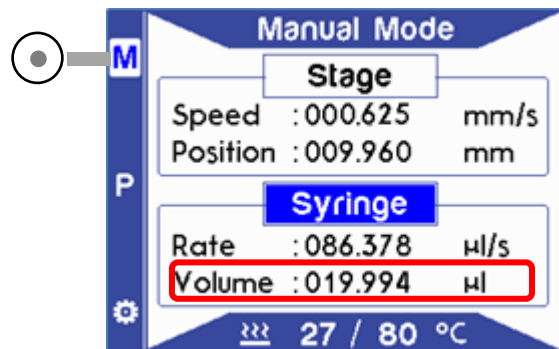 Manual Mode
M
Stage
Speed :000.625 mm/s
Position :009.960 mm
P
Syringe
Rate :086.378 µl/s
Volume :019.994 µl
27 / 80 °C